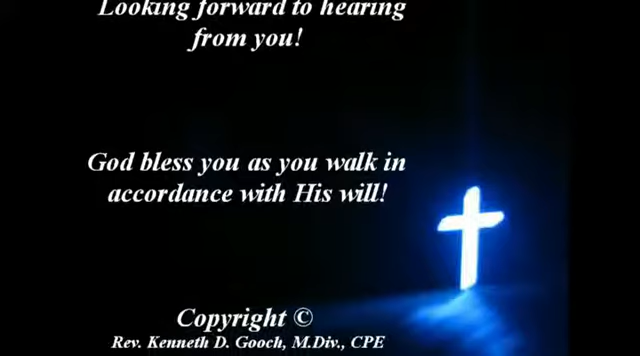 Looking forward to hearing
from you!
God bless you as you walk in
accordance with His will!
Copyright ©
Rev. Kenneth D. Gooch, M.Div., CPE